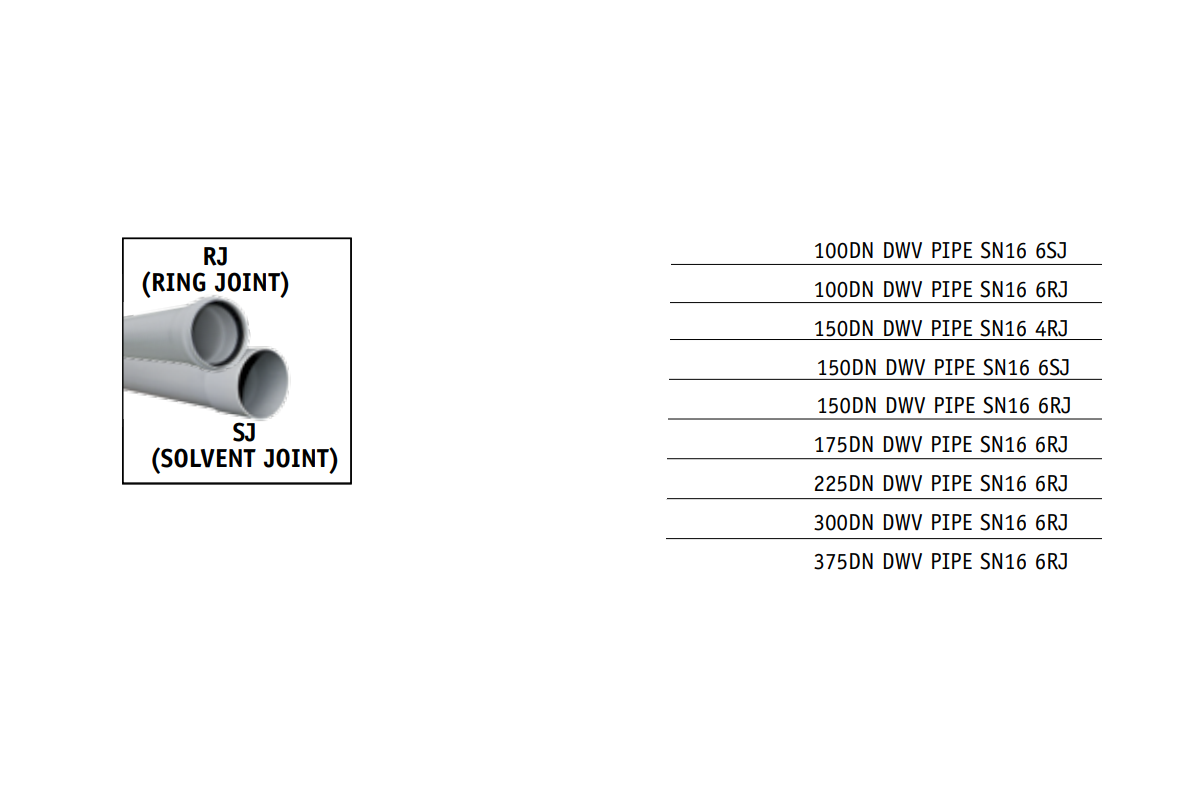 RJ
(RING JOINT)
SJ
(SOLVENT JOINT)
100DN DWV PIPE SN16 6SJ
100DN DWV PIPE SN16 6RJ
150DN DWV PIPE SN16 4RJ
150DN DWV PIPE SN16 6SJ
150DN DWV PIPE SN16 6RJ
175DN DWV PIPE SN16 6RJ
225DN DWV PIPE SN16 6RJ
300DN DWV PIPE SN16 6RJ
375DN DWV PIPE SN16 6RJ